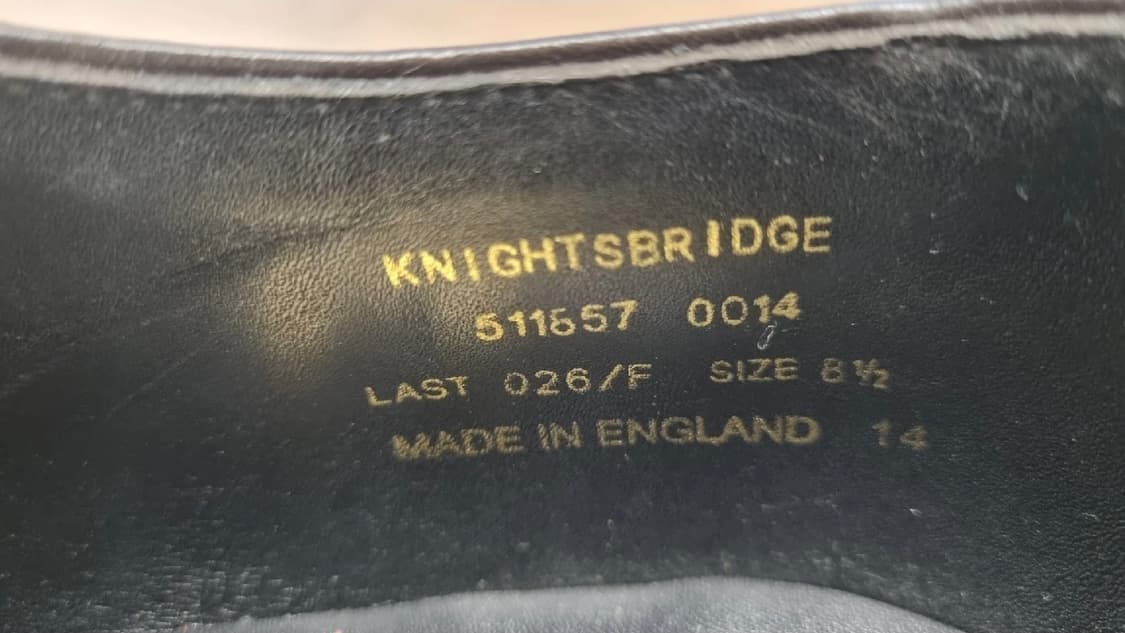 KNIGHTSBRIDGE
511657 0014
LAST 026/F SIZE 8½
MADE IN ENGLAND 14